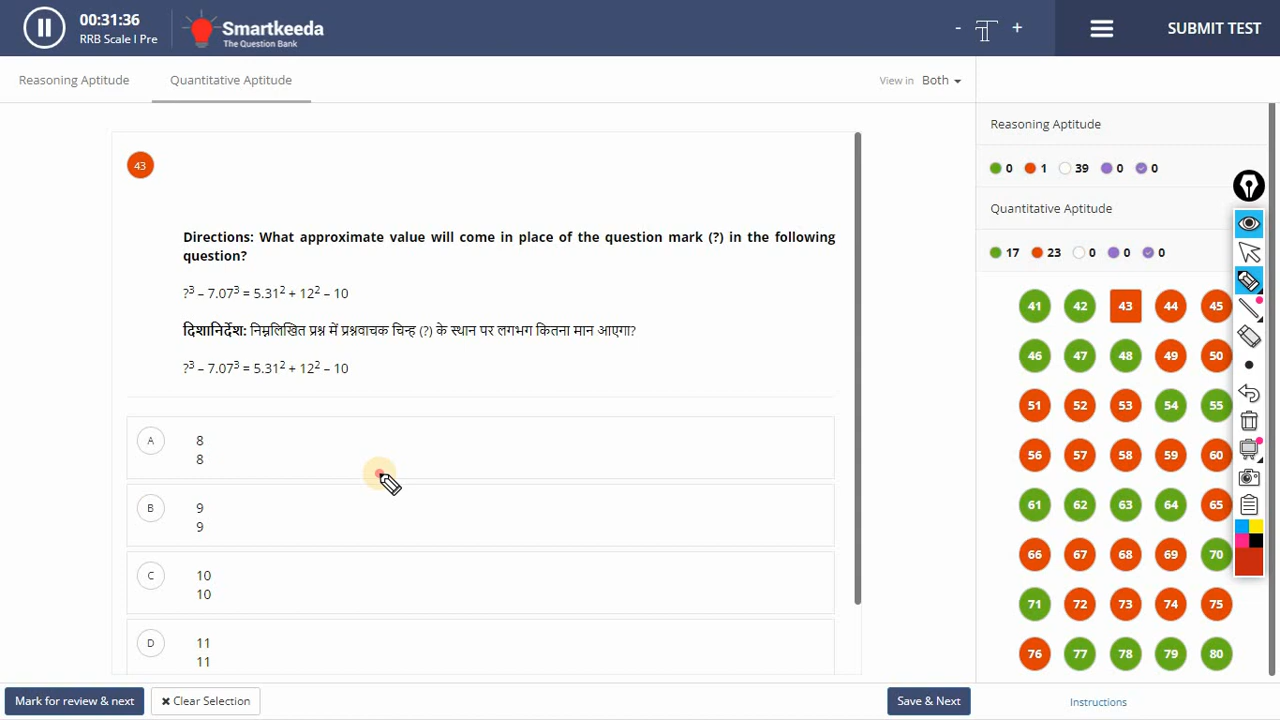 00:31:36
RRB Scale I Pre
Smartkeeda
The Question Bank
- T +
SUBMIT TEST
Reasoning Aptitude
Quantitative Aptitude
View in Both
43
Directions: What approximate value will come in place of the question mark (?) in the following
question?
?³ – 7.07³ = 5.31² + 12² – 10
दिशानिर्देश: निम्नलिखित प्रश्न में प्रश्नवाचक चिन्ह (?) के स्थान पर लगभग कितना मान आएगा?
?³ – 7.07³ = 5.31² + 12² – 10
A 8
8
B 9
9
C 10
10
D 11
11
Mark for review & next
✖ Clear Selection
Save & Next
Reasoning Aptitude
0 1 39 0 0
Quantitative Aptitude
17 23 0 0 0
41 42 43 44 45
46 47 48 49 50
51 52 53 54 55
56 57 58 59 60
61 62 63 64 65
66 67 68 69 70
71 72 73 74 75
76 77 78 79 80
Instructions